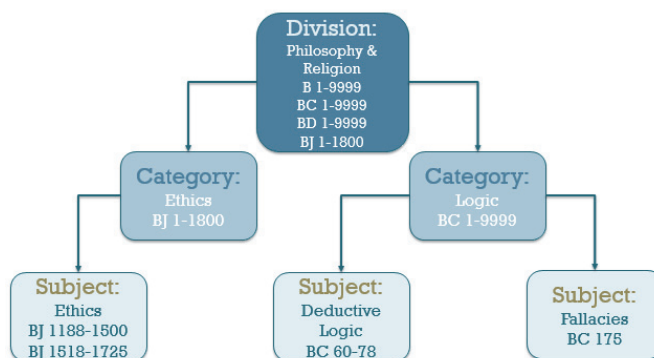 Division:
Philosophy &
Religion
B 1-9999
BC 1-9999
BD 1-9999
BJ 1-1800
Category:
Ethics
BJ 1-1800
Category:
Logic
BC 1-9999
Subject:
Ethics
BJ 1188-1500
BJ 1518-1725
Subject:
Deductive
Logic
BC 60-78
Subject:
Fallacies
BC 175